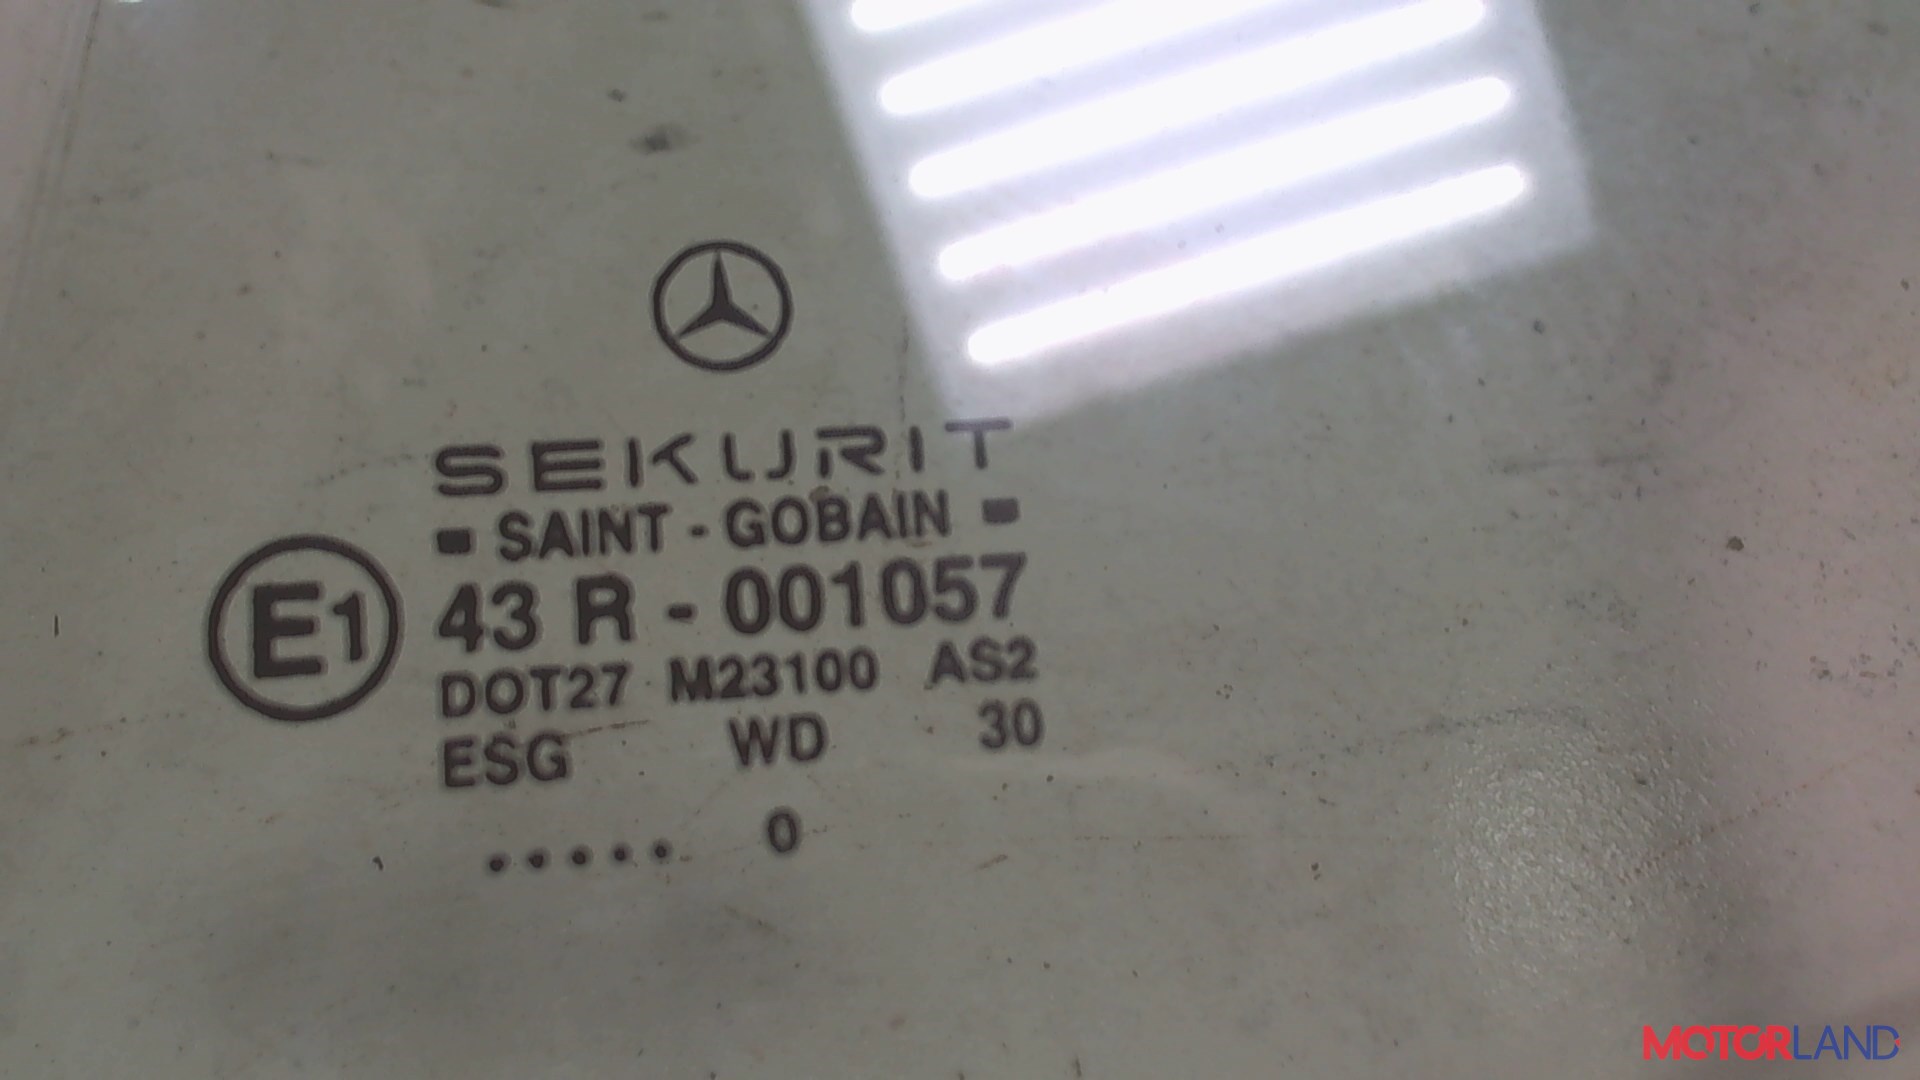 SEKURIT
SAINT - GOBAIN
E1
43 R - 001057
DOT27 M23100 AS2
ESG WD 30
..... 0
MOTORLAND